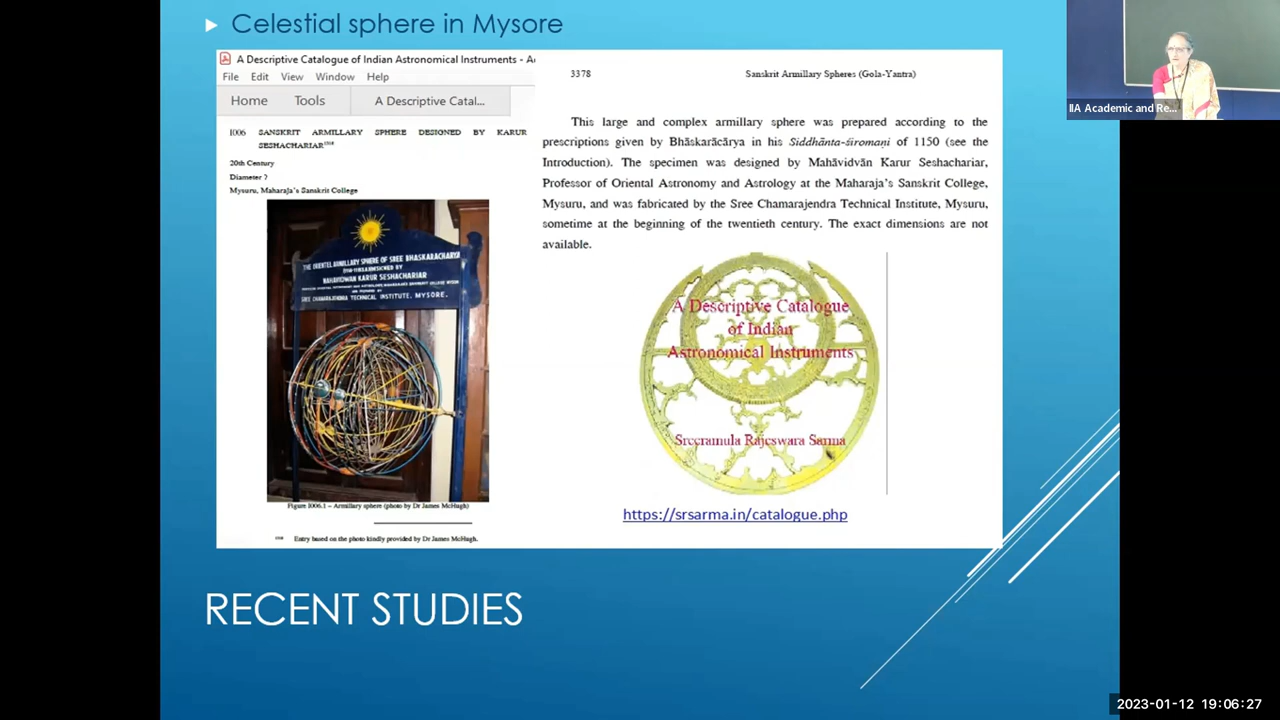 Celestial sphere in Mysore
A Descriptive Catalogue of Indian Astronomical Instruments - A
File Edit View Window Help
Home Tools A Descriptive Catal...
I006 SANSKRIT ARMILLARY SPHERE DESIGNED BY KARUR
SESHACHARIAR
20th Century
Diameter ?
Mysuru, Maharaja's Sanskrit College
THE ORIENTEL ARMILLARY SPHERE OF SREE BHASKARACHARYA
MAHAVIDWAN KARUR SESHACHARIAR
SREE CHAMARAJENDRA TECHNICAL INSTITUTE, MYSORE.
Figure I006.1 – Armillary sphere (photo by Dr James McHugh)
Entry based on the photo kindly provided by Dr James McHugh.
3378 Sanskrit Armillary Spheres (Gola-Yantra)
This large and complex armillary sphere was prepared according to the
prescriptions given by Bhāskarācārya in his Siddhānta-śiromaṇi of 1150 (see the
Introduction). The specimen was designed by Mahāvidvān Karur Seshachariar,
Professor of Oriental Astronomy and Astrology at the Maharaja's Sanskrit College,
Mysuru, and was fabricated by the Sree Chamarajendra Technical Institute, Mysuru,
sometime at the beginning of the twentieth century. The exact dimensions are not
available.
A Descriptive Catalogue
of Indian
Astronomical Instruments
Sreeramula Rajeswara Sarma
https://srsarma.in/catalogue.php
RECENT STUDIES
IIA Academic and Re...
2023-01-12 19:06:27